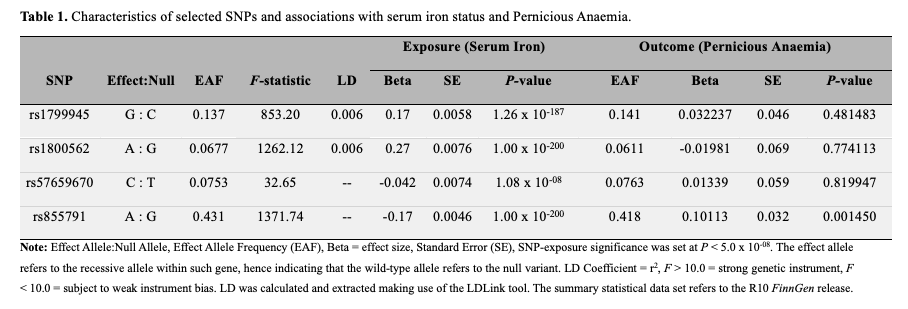 Table 1. Characteristics of selected SNPs and associations with serum iron status and Pernicious Anaemia.
Exposure (Serum Iron) Outcome (Pernicious Anaemia)
SNP Effect:Null EAF F-statistic LD Beta SE P-value EAF Beta SE P-value
rs1799945 G : C 0.137 853.20 0.006 0.17 0.0058 1.26 x 10⁻¹⁸⁷ 0.141 0.032237 0.046 0.481483
rs1800562 A : G 0.0677 1262.12 0.006 0.27 0.0076 1.00 x 10⁻²⁰⁰ 0.0611 -0.01981 0.069 0.774113
rs57659670 C : T 0.0753 32.65 -- -0.042 0.0074 1.08 x 10⁻⁰⁸ 0.0763 0.01339 0.059 0.819947
rs855791 A : G 0.431 1371.74 -- -0.17 0.0046 1.00 x 10⁻²⁰⁰ 0.418 0.10113 0.032 0.001450
Note: Effect Allele:Null Allele, Effect Allele Frequency (EAF), Beta = effect size, Standard Error (SE), SNP-exposure significance was set at P < 5.0 x 10⁻⁰⁸. The effect allele
refers to the recessive allele within such gene, hence indicating that the wild-type allele refers to the null variant. LD Coefficient = r², F > 10.0 = strong genetic instrument, F
< 10.0 = subject to weak instrument bias. LD was calculated and extracted making use of the LDLink tool. The summary statistical data set refers to the R10 FinnGen release.